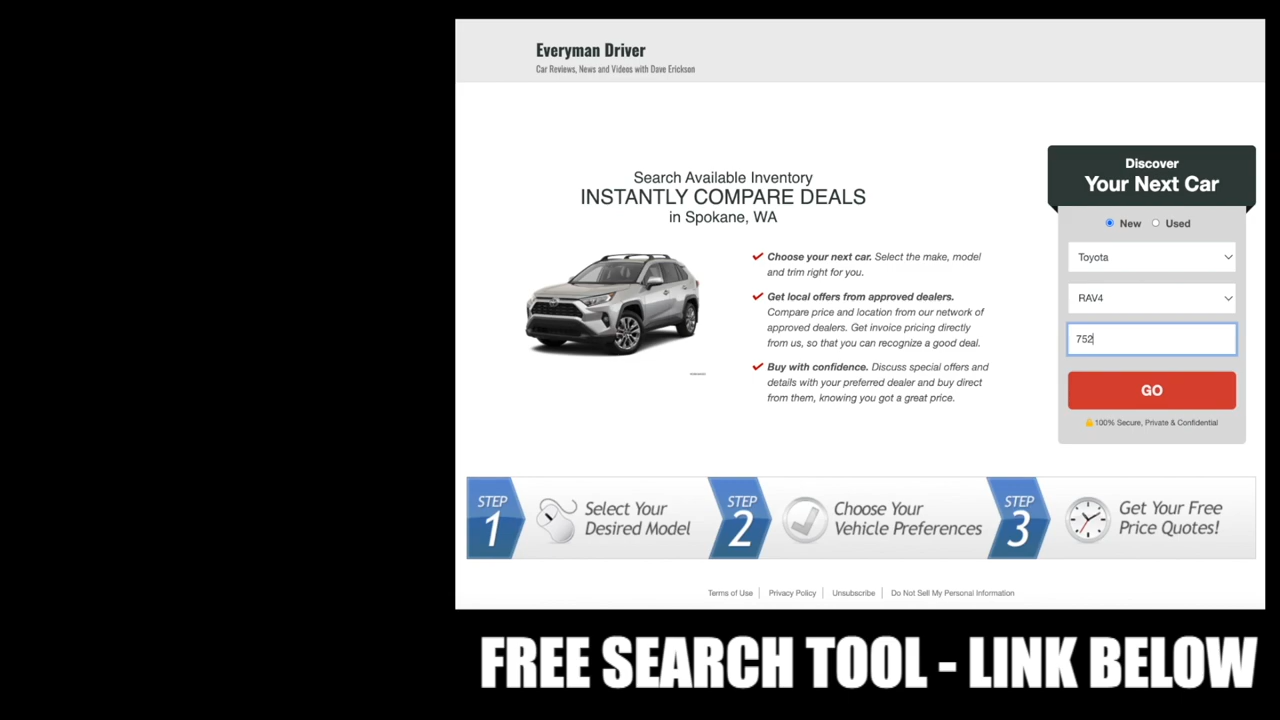 Everyman Driver
Car Reviews, News and Videos with Dave Erickson
Search Available Inventory
INSTANTLY COMPARE DEALS
in Spokane, WA
Choose your next car. Select the make, model
and trim right for you.
Get local offers from approved dealers.
Compare price and location from our network of
approved dealers. Get invoice pricing directly
from us, so that you can recognize a good deal.
Buy with confidence. Discuss special offers and
details with your preferred dealer and buy direct
from them, knowing you got a great price.
Discover
Your Next Car
New Used
Toyota
RAV4
752
GO
100% Secure, Private & Confidential
STEP
1
Select Your
Desired Model
STEP
2
Choose Your
Vehicle Preferences
STEP
3
Get Your Free
Price Quotes!
Terms of Use | Privacy Policy | Unsubscribe | Do Not Sell My Personal Information
FREE SEARCH TOOL - LINK BELOW